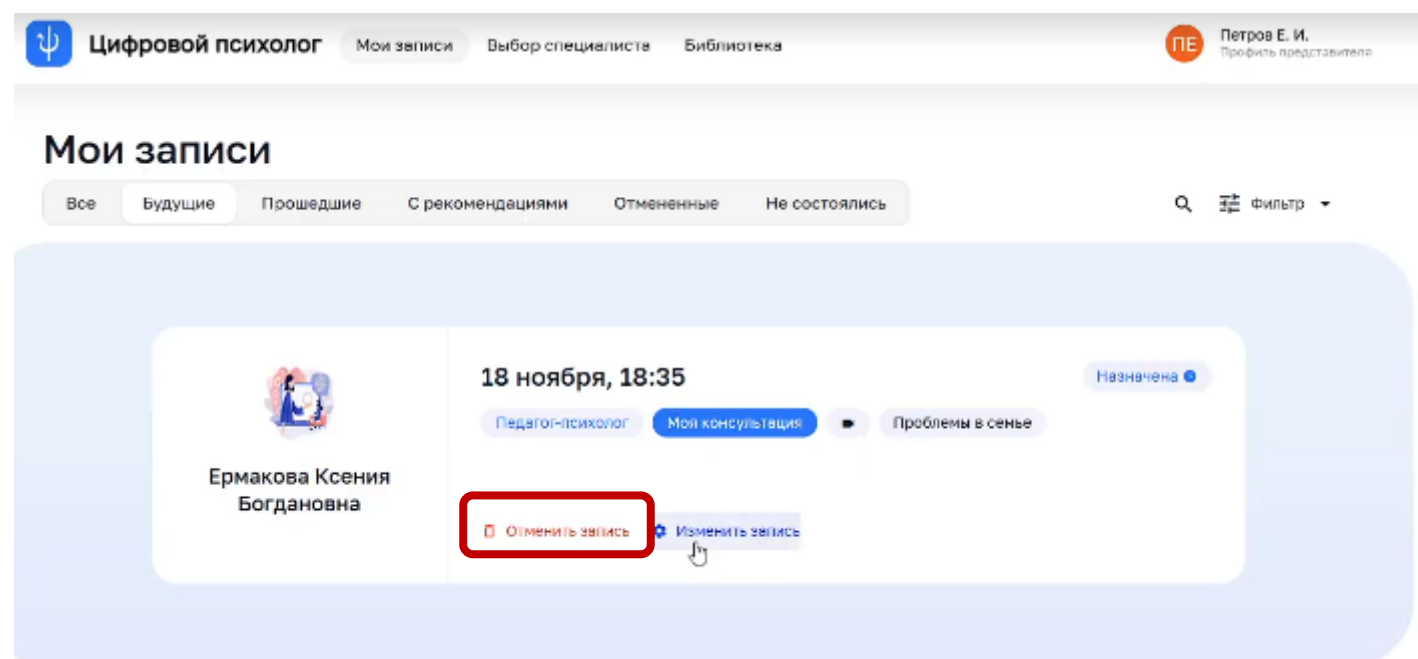 Цифровой психолог Мои записи Выбор специалиста Библиотека
ПЕ Петров Е. И.
Профиль представителя
Мои записи
Все Будущие Прошедшие С рекомендациями Отмененные Не состоялись Фильтр
18 ноября, 18:35 Назначена
Педагог-психолог Моя консультация Проблемы в семье
Ермакова Ксения
Богдановна
Отменить запись Изменить запись